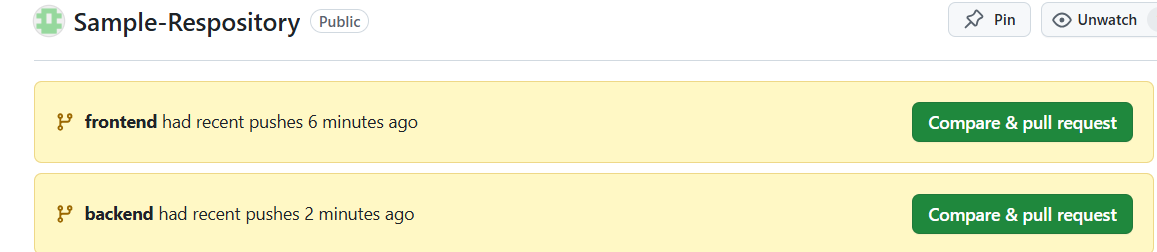 Sample-Respository Public Pin Unwatch
frontend had recent pushes 6 minutes ago Compare & pull request
backend had recent pushes 2 minutes ago Compare & pull request